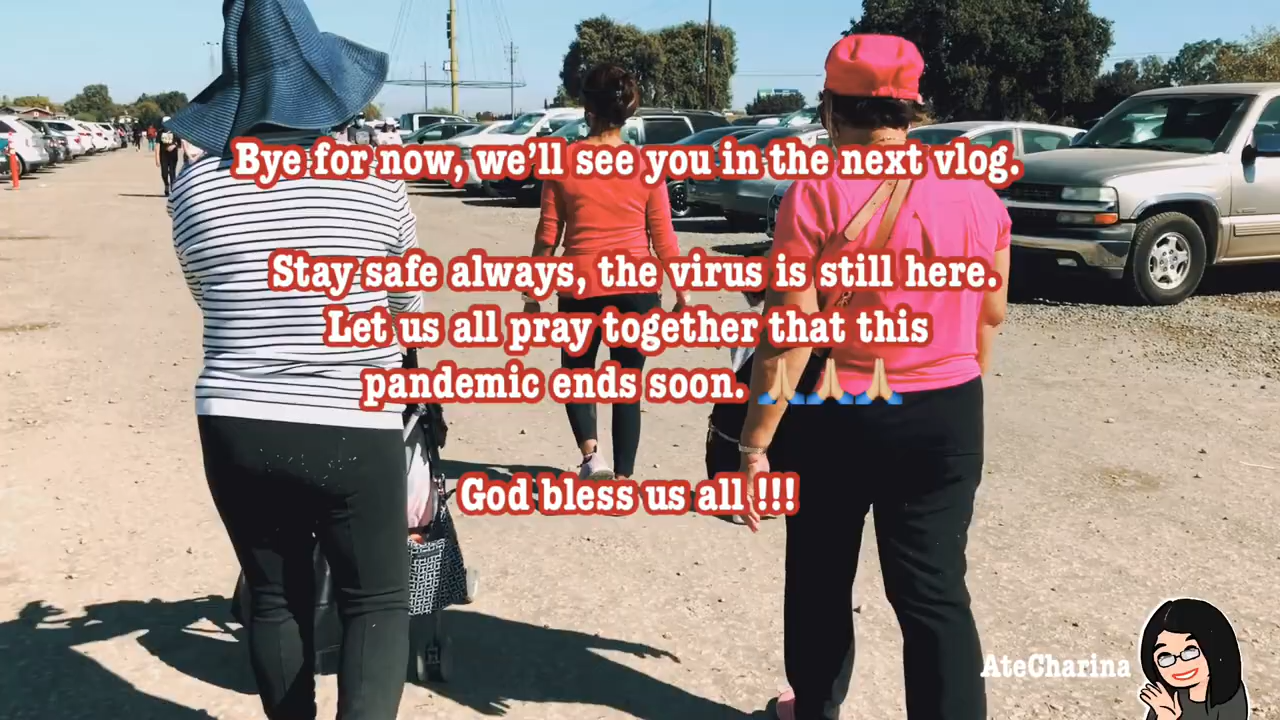 Bye for now, we'll see you in the next vlog.
Stay safe always, the virus is still here.
Let us all pray together that this
pandemic ends soon. 🙏🏼🙏🏼🙏🏼
God bless us all !!!
AteCharina